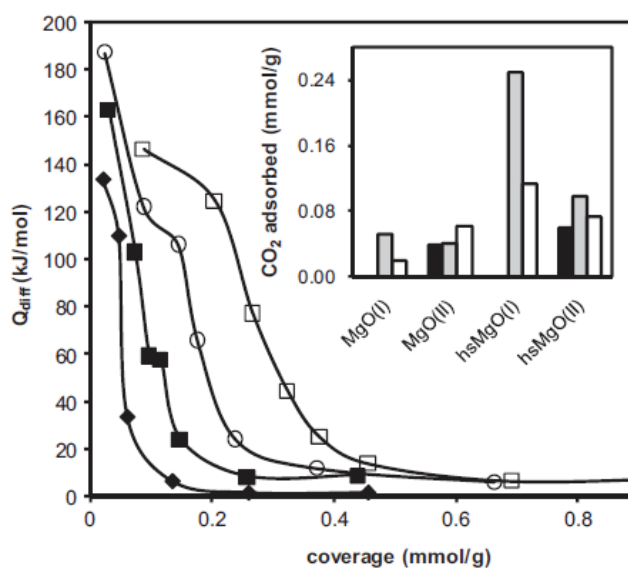 200
180
160
140
120
100
80
60
40
20
0
Qdiff (kJ/mol)
0 0.2 0.4 0.6 0.8
coverage (mmol/g)
0.24
0.16
0.08
0.00
CO2 adsorbed (mmol/g)
MgO(I)
MgO(II)
hsMgO(I)
hsMgO(II)